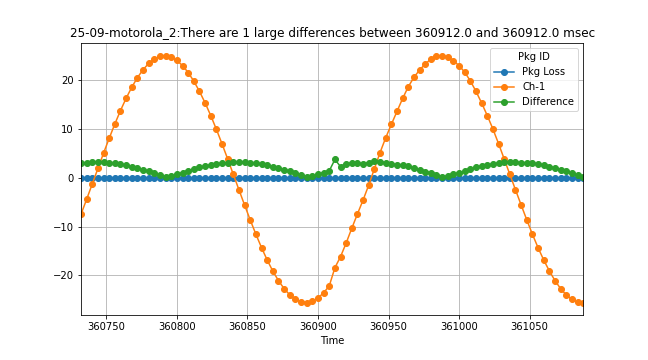 25-09-motorola_2:There are 1 large differences between 360912.0 and 360912.0 msec
Pkg ID
Pkg Loss
Ch-1
Difference
20
10
0
−10
−20
360750 360800 360850 360900 360950 361000 361050
Time